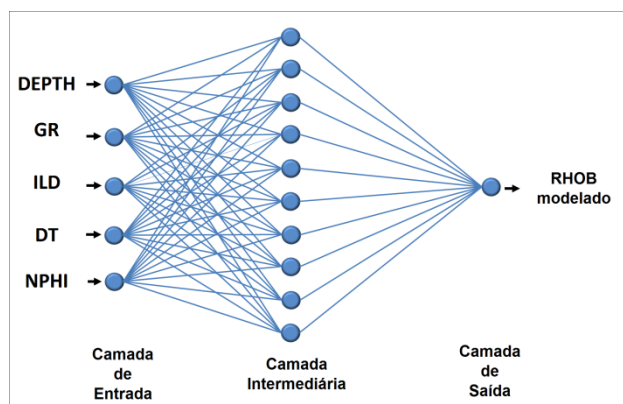 DEPTH
GR
ILD
DT
NPHI
RHOB
modelado
Camada
de
Entrada
Camada
Intermediária
Camada
de
Saída